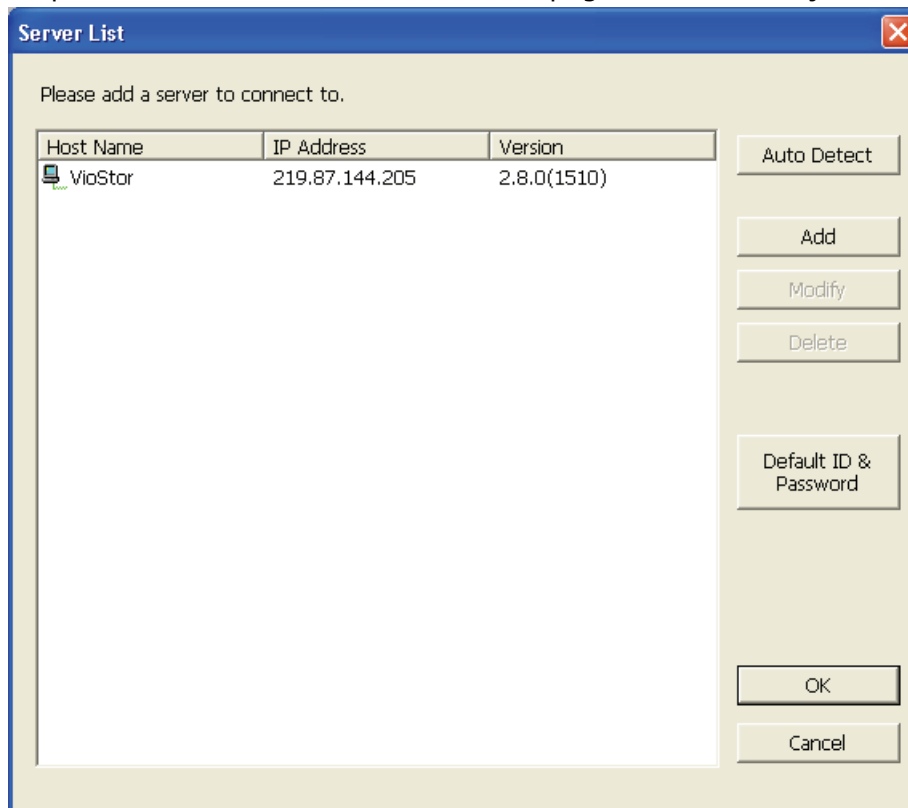 Server List
Please add a server to connect to.
Host Name IP Address Version
VioStor 219.87.144.205 2.8.0(1510)
Auto Detect
Add
Modify
Delete
Default ID &
Password
OK
Cancel